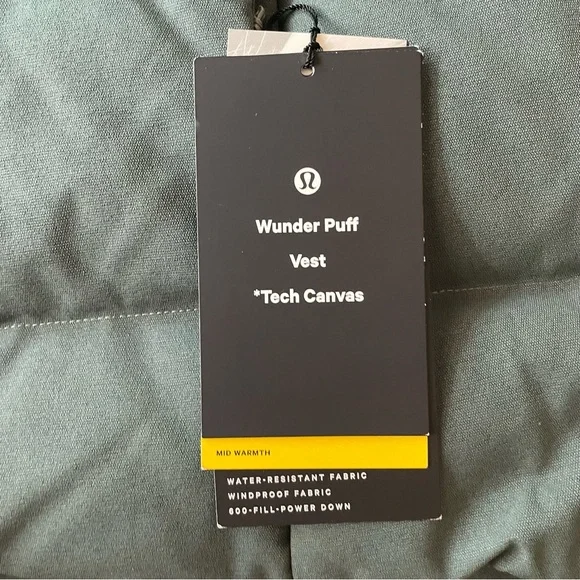 Wunder Puff
Vest
*Tech Canvas
MID WARMTH
WATER-RESISTANT FABRIC
WINDPROOF FABRIC
600-FILL-POWER DOWN